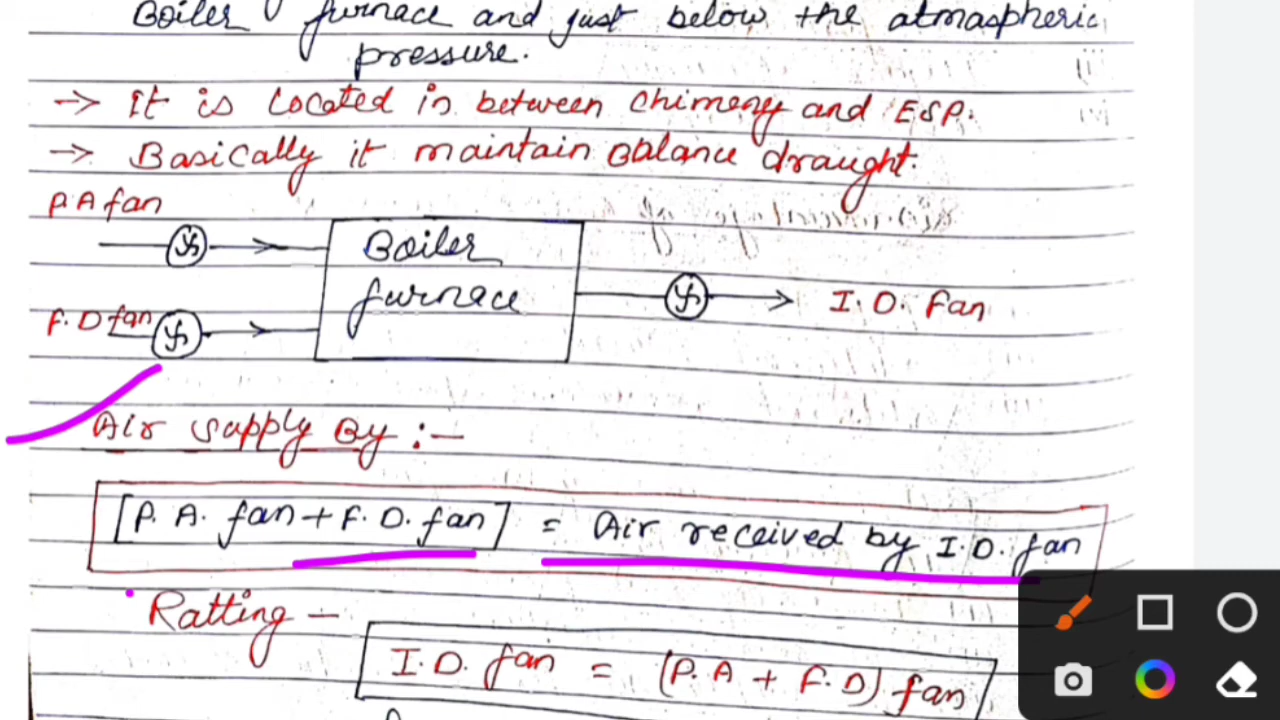 Boiler furnace and just below the atmospheric
pressure.
→ It is Located in between Chimeny and ESP.
→ Basically it maintain Balance draught.
P.A fan
Boiler
furnace
I.D. fan
F.D fan
Air supply By :-
[P.A. fan + F.D. fan] = Air received by I.D. fan
Ratting -
I.D. fan = (P.A + F.D) fan